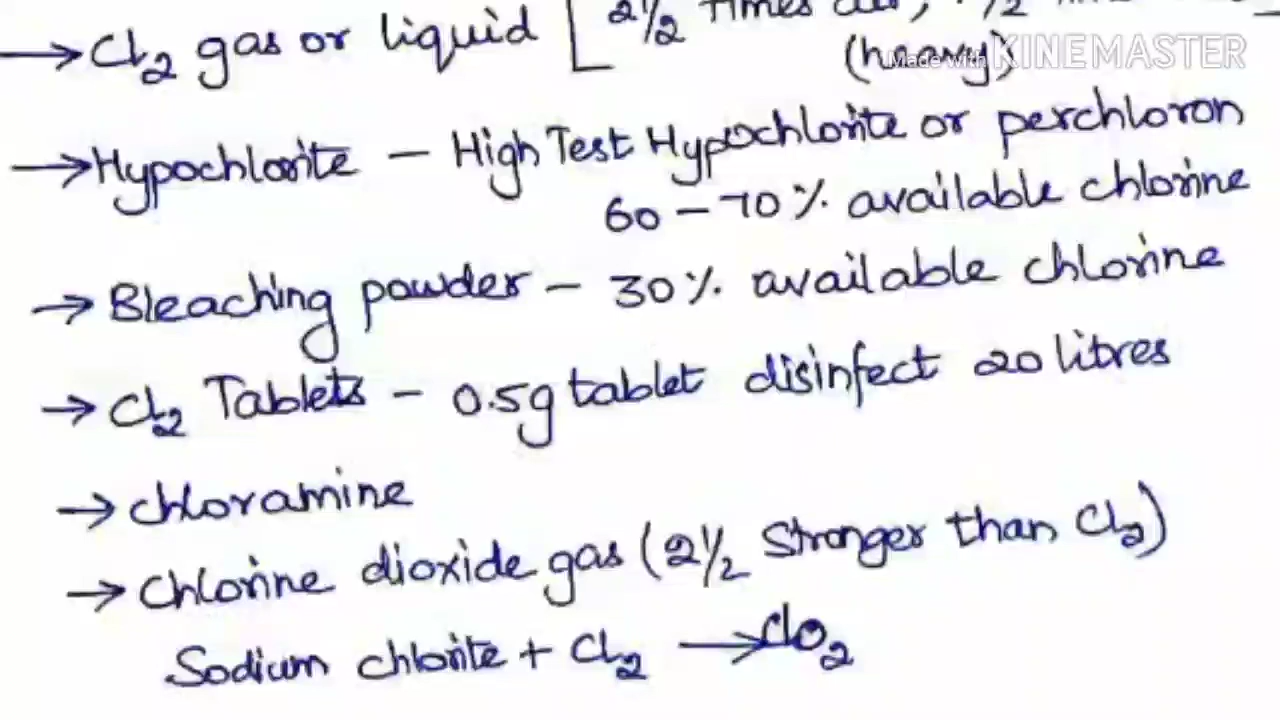 → Cl2 gas or liquid [ 2½ times air,
(heavy)
Made with KINEMASTER
→ Hypochlorite - High Test Hypochlorite or perchloron
60-70% available chlorine
→ Bleaching powder - 30% available chlorine
→ Cl2 Tablets - 0.5g tablet disinfect 20 litres
→ chloramine
→ Chlorine dioxide gas (2½ Stronger than Cl2)
Sodium chlorite + Cl2 → ClO2